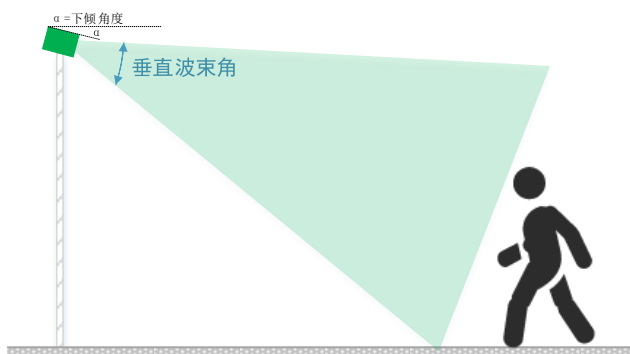 α =下倾角度
α
垂直波束角